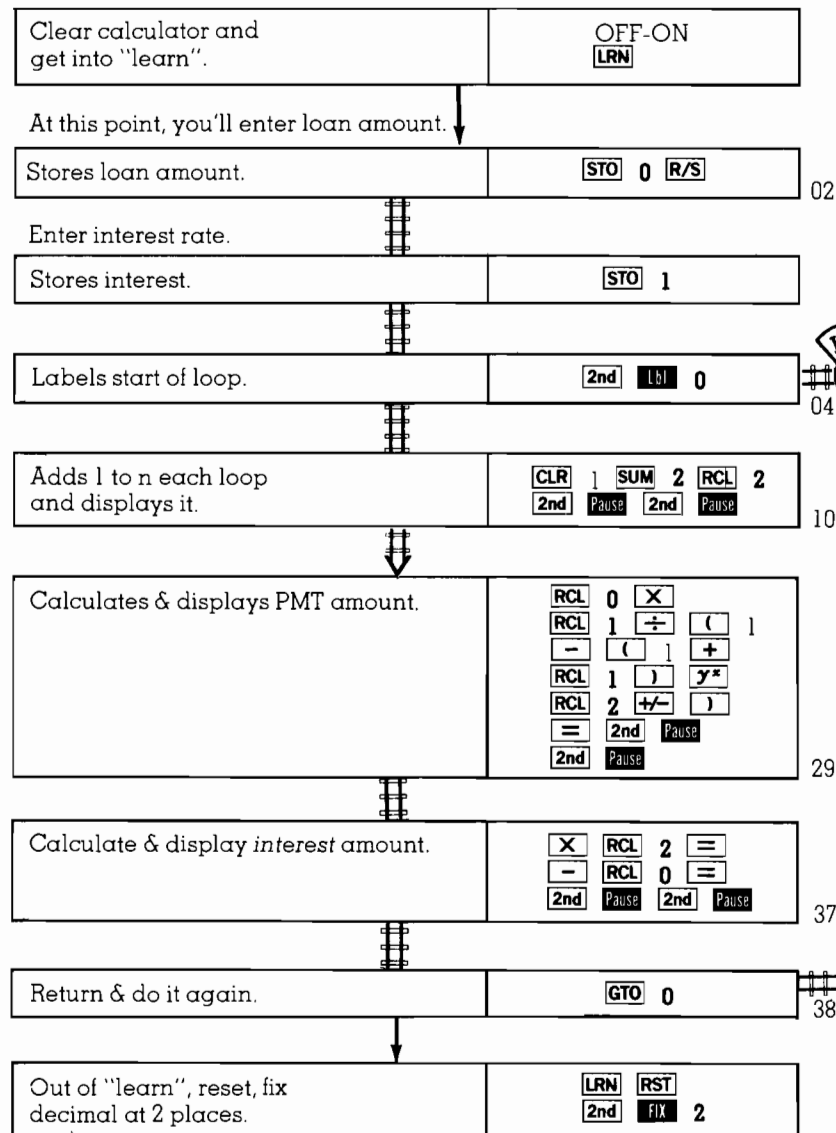 Clear calculator and
get into "learn".
OFF-ON
LRN
At this point, you'll enter loan amount.
Stores loan amount.
STO 0 R/S
02
Enter interest rate.
Stores interest.
STO 1
Labels start of loop.
2nd Lbl 0
04
Adds 1 to n each loop
and displays it.
CLR 1 SUM 2 RCL 2
2nd Pause 2nd Pause
10
Calculates & displays PMT amount.
RCL 0 ×
RCL 1 ÷ ( 1
− ( 1 +
RCL 1 ) yˣ
RCL 2 +/− )
= 2nd Pause
2nd Pause
29
Calculate & display interest amount.
× RCL 2 =
− RCL 0 =
2nd Pause 2nd Pause
37
Return & do it again.
GTO 0
38
Out of "learn", reset, fix
decimal at 2 places.
LRN RST
2nd FIX 2